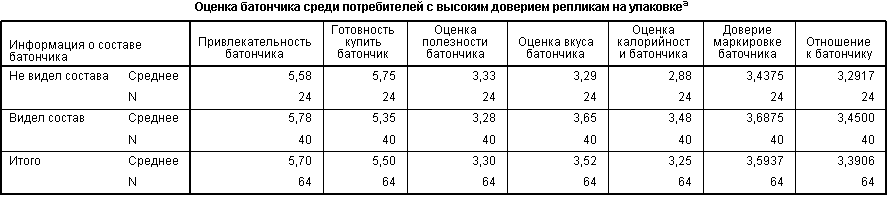 Оценка батончика среди потребителей с высоким доверием репликам на упаковкеª
Информация о составе батончика Привлекательность батончика Готовность купить батончик Оценка полезности батончика Оценка вкуса батончика Оценка калорийност и батончика Доверие маркировке баточника Отношение к батончику
Не видел состава Среднее 5,58 5,75 3,33 3,29 2,88 3,4375 3,2917
N 24 24 24 24 24 24 24
Видел состав Среднее 5,78 5,35 3,28 3,65 3,48 3,6875 3,4500
N 40 40 40 40 40 40 40
Итого Среднее 5,70 5,50 3,30 3,52 3,25 3,5937 3,3906
N 64 64 64 64 64 64 64